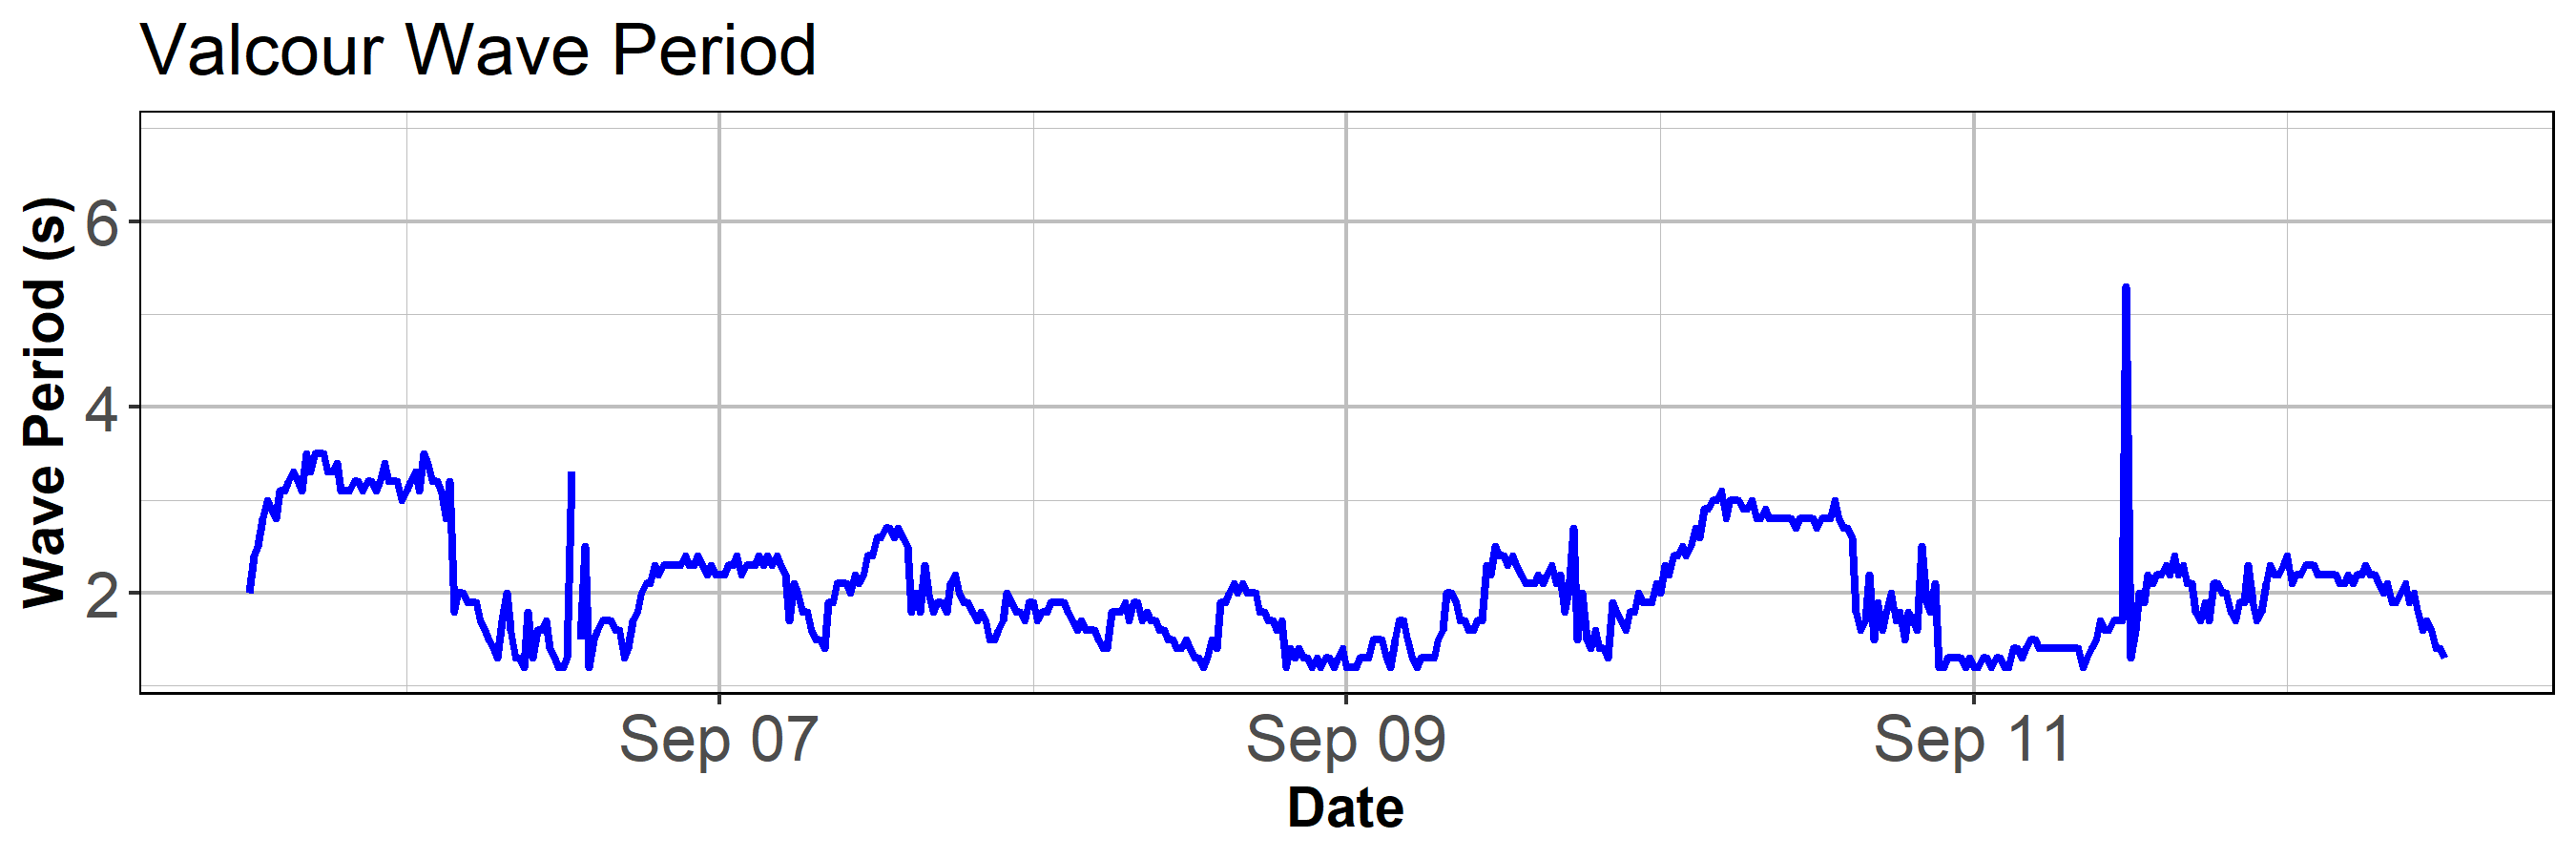 Valcour Wave Period
Wave Period (s)
6
4
2
Sep 07
Sep 09
Sep 11
Date